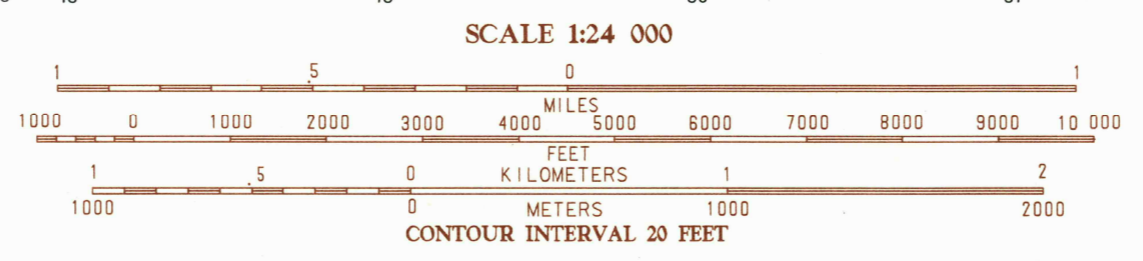 SCALE 1:24 000
1 .5 0 1
MILES
1000 0 1000 2000 3000 4000 5000 6000 7000 8000 9000 10 000
FEET
1 .5 0 KILOMETERS 1 2
1000 0 METERS 1000 2000
CONTOUR INTERVAL 20 FEET